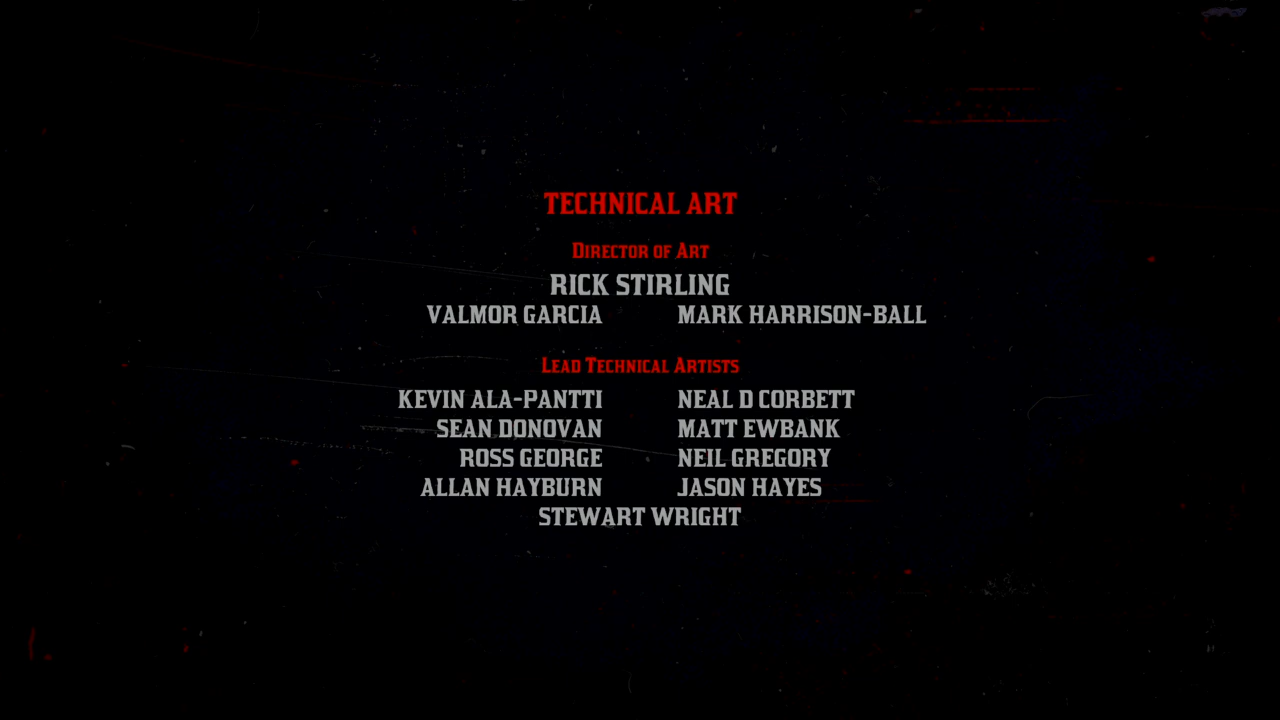 TECHNICAL ART
DIRECTOR OF ART
RICK STIRLING
VALMOR GARCIA MARK HARRISON-BALL
LEAD TECHNICAL ARTISTS
KEVIN ALA-PANTTI NEAL D CORBETT
SEAN DONOVAN MATT EWBANK
ROSS GEORGE NEIL GREGORY
ALLAN HAYBURN JASON HAYES
STEWART WRIGHT